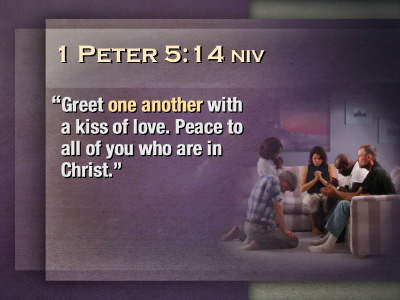 1 PETER 5:14 NIV
“Greet one another with
a kiss of love. Peace to
all of you who are in
Christ.”